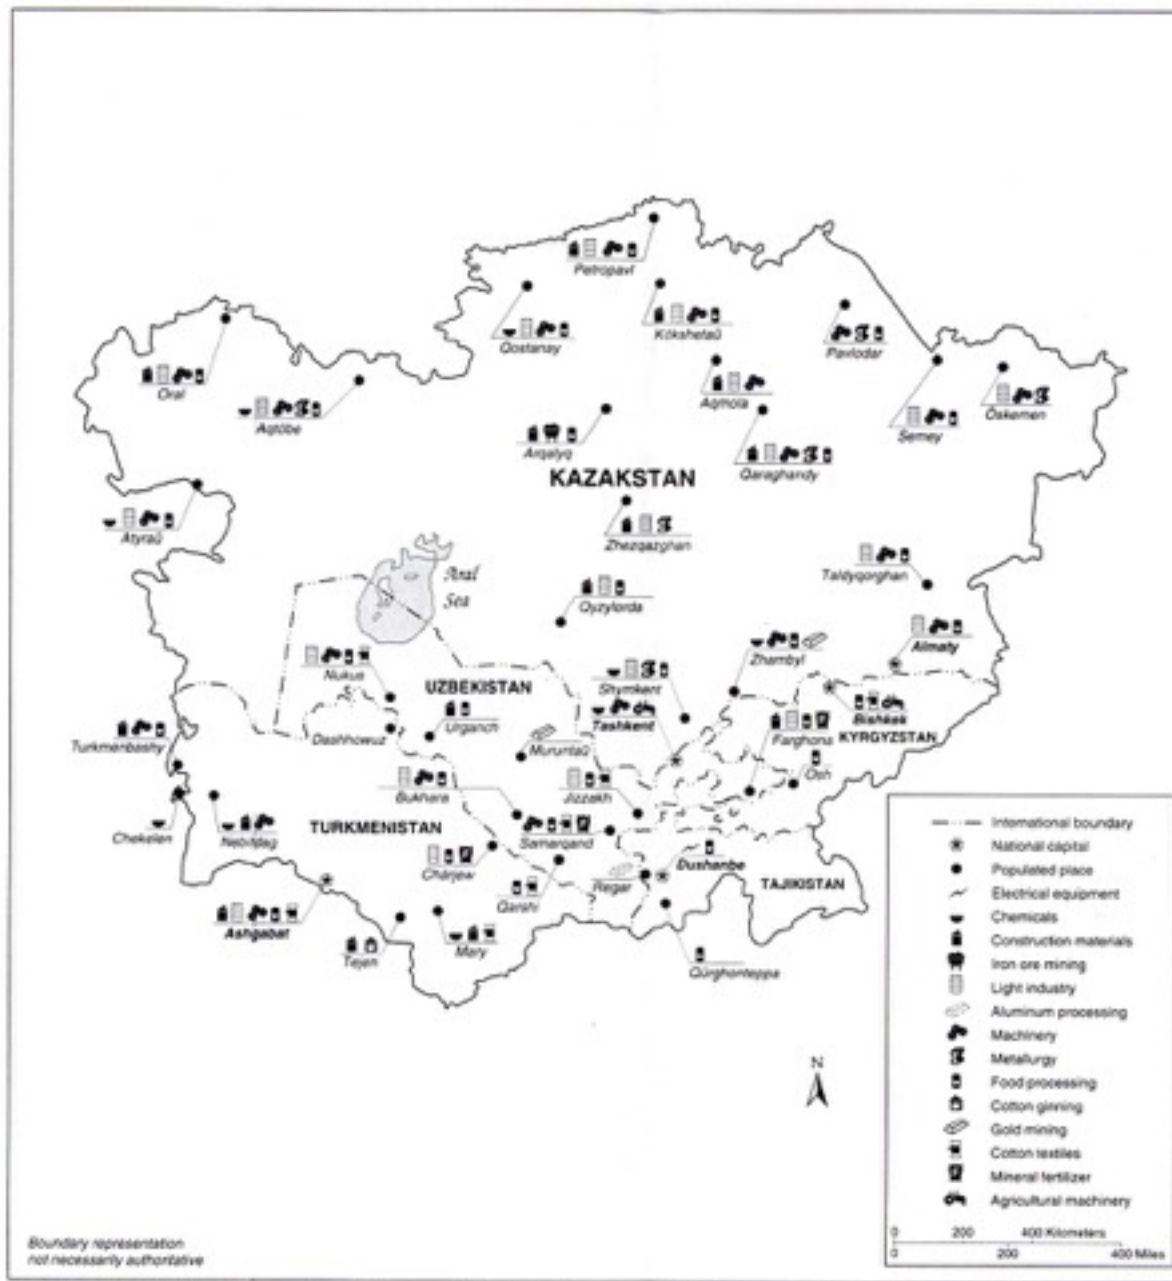 Petropavl
Qostanay
Kökshetaū
Pavlodar
Oral
Aqtöbe
Aqmola
Semey
Öskemen
Arqalyq
Qaraghandy
KAZAKSTAN
Atyraū
Zhezqazghan
Aral
Sea
Qyzylorda
Taldyqorghan
Almaty
Zhambyl
Nukus
UZBEKISTAN
Shymkent
Tashkent
Bishkek
KYRGYZSTAN
Urganch
Farghona
Turkmenbashy
Dashhowuz
Muruntaū
Osh
Bukhara
Jizzakh
Chekelen
Nebitdag
TURKMENISTAN
Samarqand
Chärjew
Dushanbe
Regar
TAJIKISTAN
Qarshi
Ashgabat
Tejen
Mary
Qürghonteppa
International boundary
National capital
Populated place
Electrical equipment
Chemicals
Construction materials
Iron ore mining
Light industry
Aluminum processing
Machinery
Metallurgy
Food processing
Cotton ginning
Gold mining
Cotton textiles
Mineral fertilizer
Agricultural machinery
N
0 200 400 Kilometers
0 200 400 Miles
Boundary representation
not necessarily authoritative